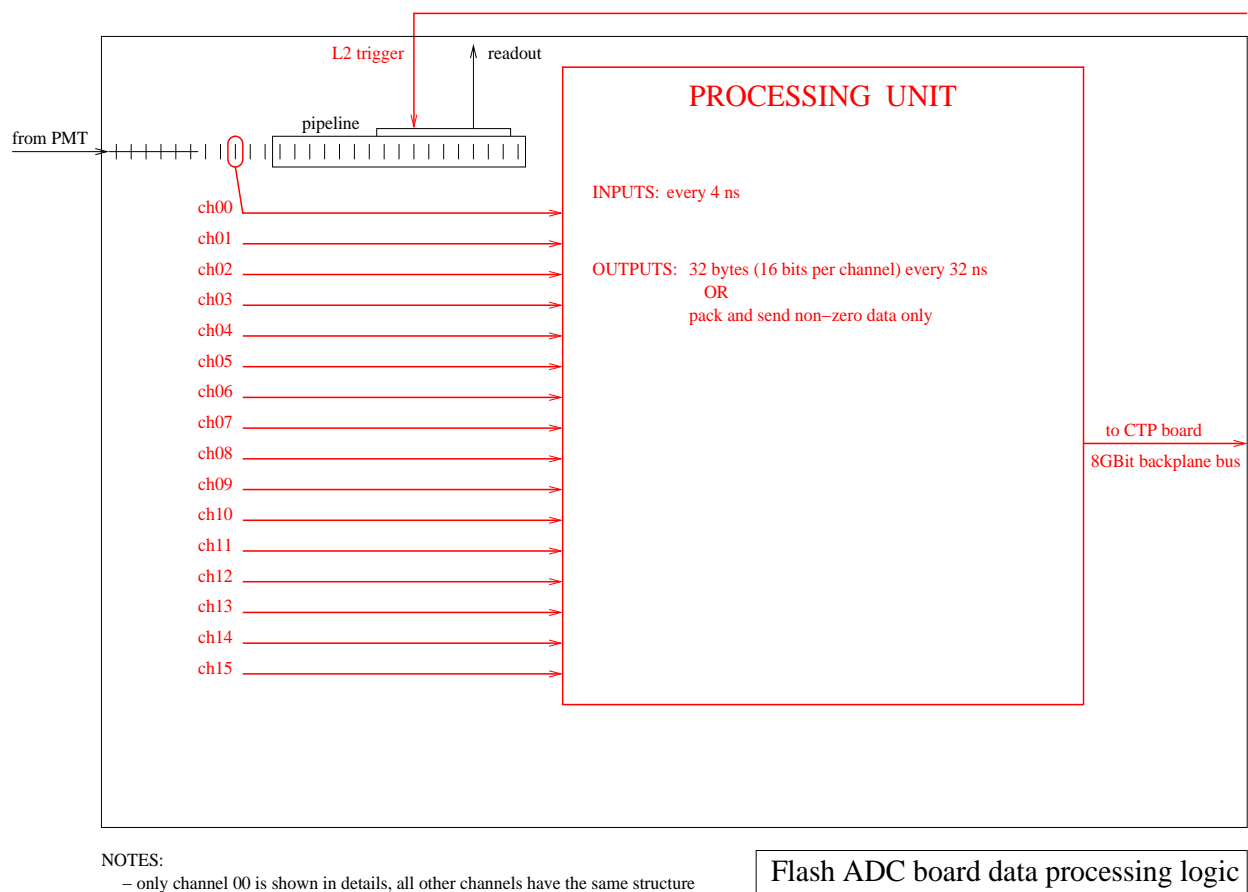 L2 trigger
readout
PROCESSING UNIT
pipeline
from PMT
INPUTS: every 4 ns
ch00
ch01
OUTPUTS: 32 bytes (16 bits per channel) every 32 ns
ch02
OR
ch03
pack and send non−zero data only
ch04
ch05
ch06
ch07
to CTP board
ch08
8GBit backplane bus
ch09
ch10
ch11
ch12
ch13
ch14
ch15
NOTES:
− only channel 00 is shown in details, all other channels have the same structure
Flash ADC board data processing logic